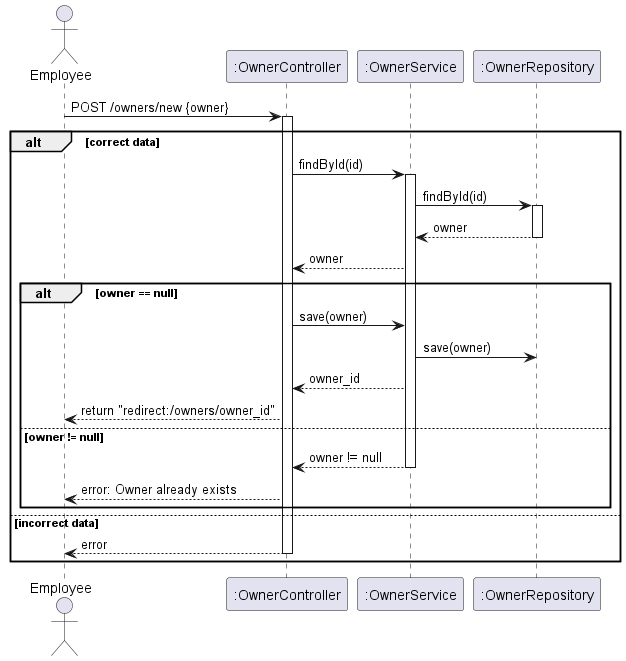 Employee
:OwnerController
:OwnerService
:OwnerRepository
POST /owners/new {owner}
alt
[correct data]
findById(id)
findById(id)
owner
owner
alt
[owner == null]
save(owner)
save(owner)
owner_id
return "redirect:/owners/owner_id"
[owner != null]
owner != null
error: Owner already exists
[incorrect data]
error
Employee
:OwnerController
:OwnerService
:OwnerRepository